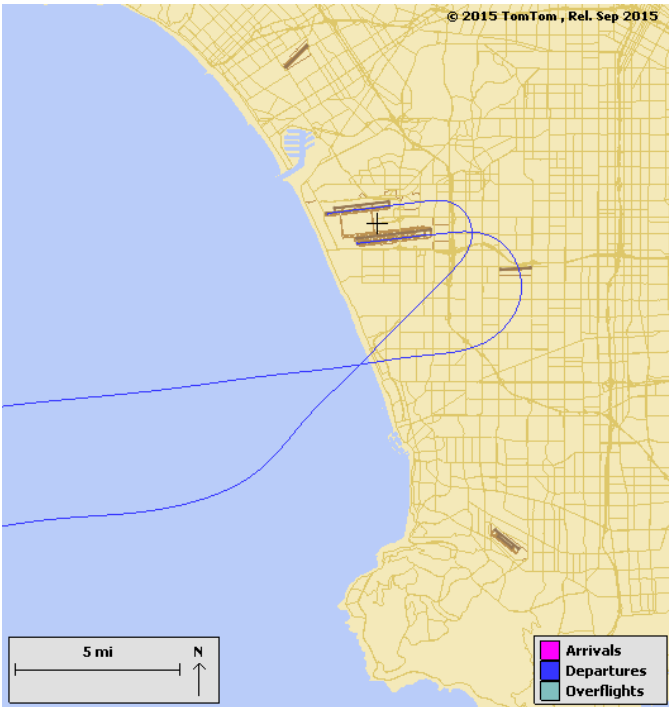 © 2015 TomTom , Rel. Sep 2015
5 mi
N
Arrivals
Departures
Overflights